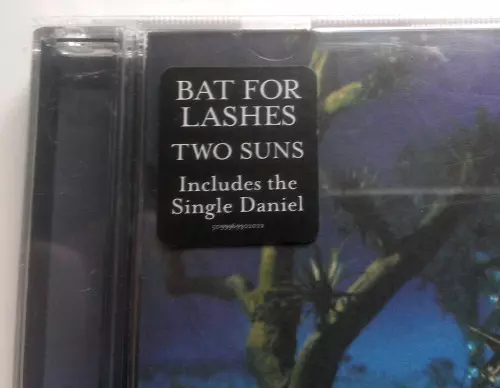 BAT FOR
LASHES
TWO SUNS
Includes the
Single Daniel